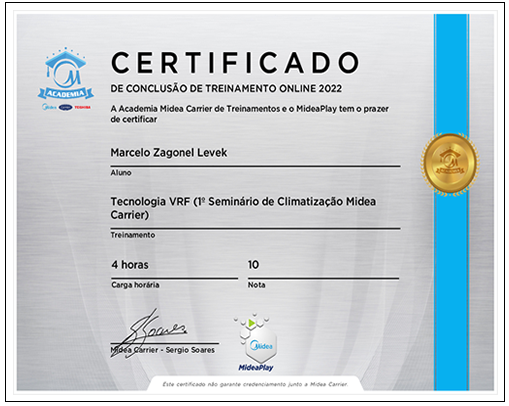 CERTIFICADO
DE CONCLUSÃO DE TREINAMENTO ONLINE 2022
A Academia Midea Carrier de Treinamentos e o MideaPlay tem o prazer
de certificar
ACADEMIA
Midea Carrier TOSHIBA
Marcelo Zagonel Levek
Aluno
Tecnologia VRF (1º Seminário de Climatização Midea
Carrier)
Treinamento
4 horas 10
Carga horária Nota
Soares
Midea Carrier - Sergio Soares
Midea
MideaPlay
Este certificado não garante credenciamento junto a Midea Carrier.